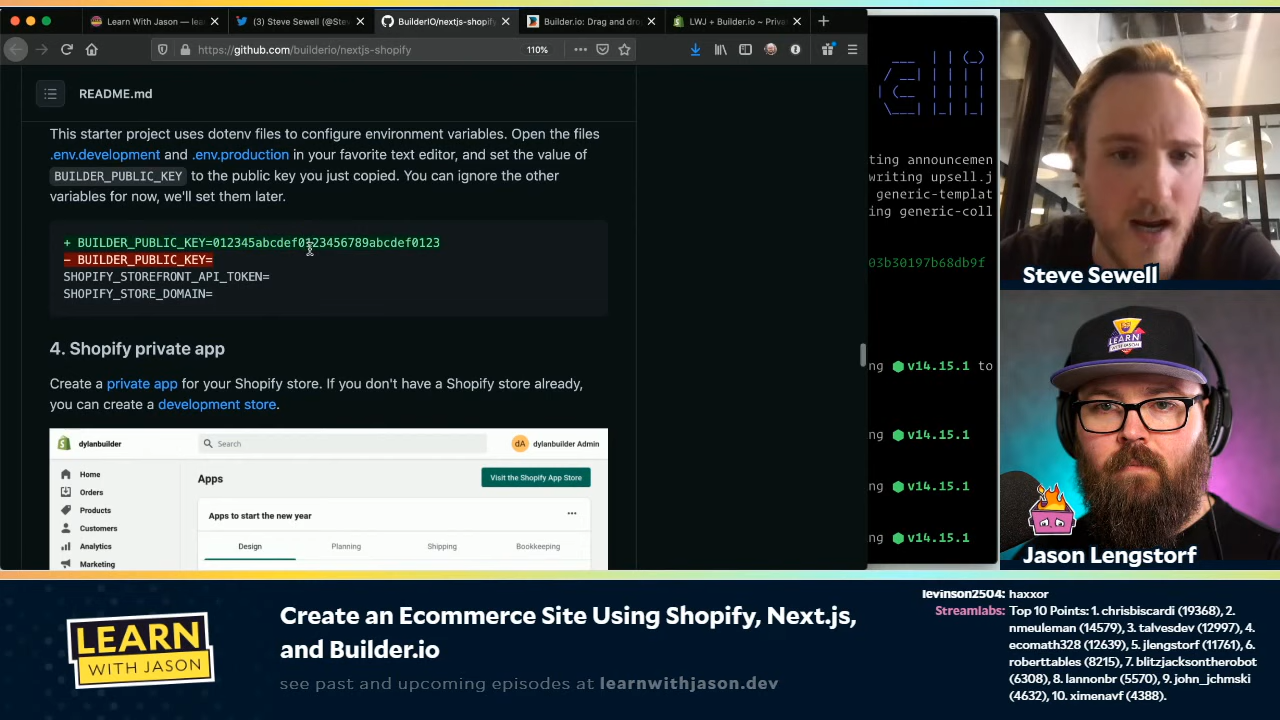 Learn With Jason — lea
(3) Steve Sewell (@Stev
BuilderIO/nextjs-shopify
Builder.io: Drag and dro
LWJ + Builder.io ~ Priva
https://github.com/builderio/nextjs-shopify
110%
README.md
This starter project uses dotenv files to configure environment variables. Open the files
.env.development and .env.production in your favorite text editor, and set the value of
BUILDER_PUBLIC_KEY to the public key you just copied. You can ignore the other
variables for now, we'll set them later.
+ BUILDER_PUBLIC_KEY=012345abcdef0123456789abcdef0123
– BUILDER_PUBLIC_KEY=
SHOPIFY_STOREFRONT_API_TOKEN=
SHOPIFY_STORE_DOMAIN=
4. Shopify private app
Create a private app for your Shopify store. If you don't have a Shopify store already,
you can create a development store.
dylanbuilder
Search
dA
dylanbuilder Admin
Home
Orders
Products
Customers
Analytics
Marketing
Apps
Visit the Shopify App Store
Apps to start the new year
Design
Planning
Shipping
Bookkeeping
ting announcemen
writing upsell.j
generic-templat
ing generic-coll
03b30197b68db9f
ng v14.15.1 to
ng v14.15.1
ng v14.15.1
ng v14.15.1
Steve Sewell
LEARN
WITH JASON
Jason Lengstorf
LEARN
WITH JASON
Create an Ecommerce Site Using Shopify, Next.js,
and Builder.io
see past and upcoming episodes at learnwithjason.dev
levinson2504: haxxor
Streamlabs: Top 10 Points: 1. chrisbiscardi (19368), 2.
nmeuleman (14579), 3. talvesdev (12997), 4.
ecomath328 (12639), 5. jlengstorf (11761), 6.
roberttables (8215), 7. blitzjacksontherobot
(6308), 8. lannonbr (5570), 9. john_jchmski
(4632), 10. ximenavf (4388).